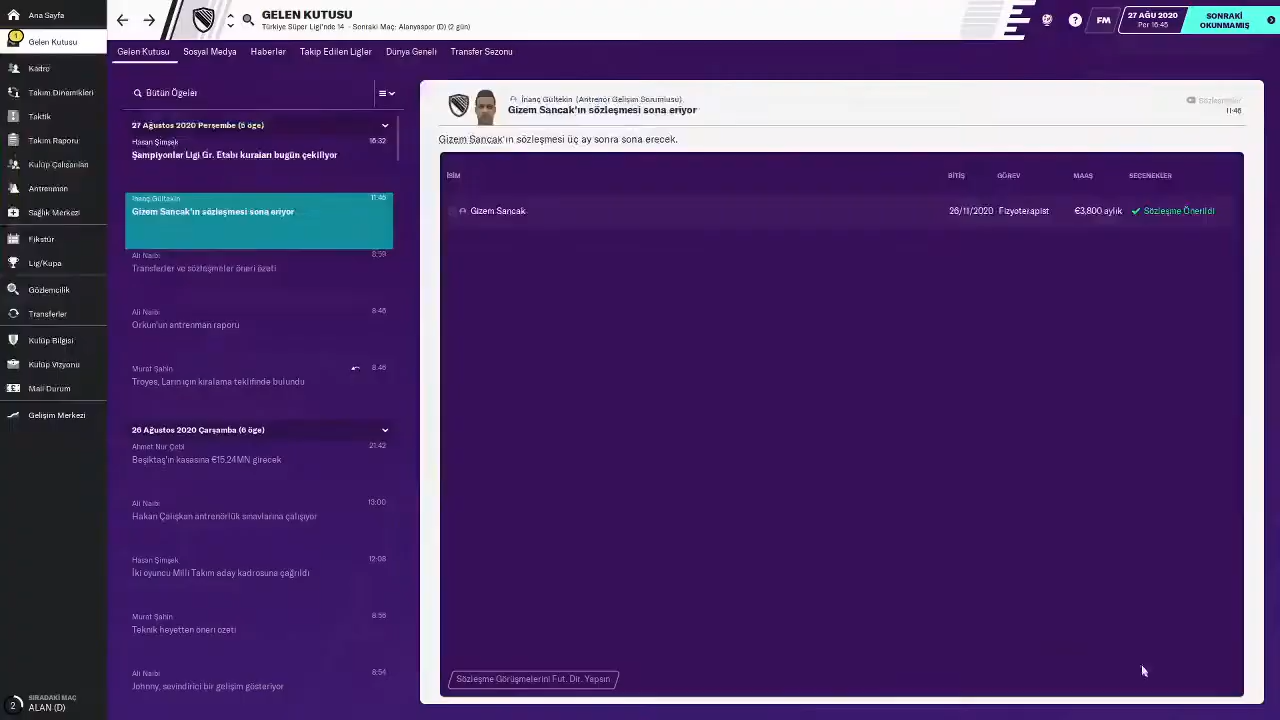 Ana Sayfa
1
Gelen Kutusu
Kadro
Takım Dinamikleri
Taktik
Takım Raporu
Kulüp Çalışanları
Antrenman
Sağlık Merkezi
Fikstür
Lig/Kupa
Gözlemcilik
Transferler
Kulüp Bilgisi
Kulüp Vizyonu
Mali Durum
Gelişim Merkezi
SIRADAKİ MAÇ
ALAN (D)
GELEN KUTUSU
Türkiye Süper Ligi'nde 14 - Sonraki Maç: Alanyaspor (D) (2 gün)
?
FM
27 AĞU 2020
Per 16:45
SONRAKİ
OKUNMAMIŞ
Gelen Kutusu
Sosyal Medya
Haberler
Takip Edilen Ligler
Dünya Geneli
Transfer Sezonu
Bütün Ögeler
27 Ağustos 2020 Perşembe (5 öge)
Hasan Şimşek
16:32
Şampiyonlar Ligi Gr. Etabı kuraları bugün çekiliyor
İnanç Gültekin
11:46
Gizem Sancak'ın sözleşmesi sona eriyor
Ali Naibi
8:59
Transferler ve sözleşmeler öneri özeti
Ali Naibi
8:46
Orkun'un antrenman raporu
Murat Şahin
8:46
Troyes, Larin için kiralama teklifinde bulundu
26 Ağustos 2020 Çarşamba (6 öge)
Ahmet Nur Çebi
21:42
Beşiktaş'ın kasasına €15,24MN girecek
Ali Naibi
13:00
Hakan Çalışkan antrenörlük sınavlarına çalışıyor
Hasan Şimşek
12:08
İki oyuncu Milli Takım aday kadrosuna çağrıldı
Murat Şahin
8:56
Teknik heyetten öneri özeti
Ali Naibi
8:54
Johnny, sevindirici bir gelişim gösteriyor
İnanç Gültekin (Antrenör Gelişim Sorumlusu)
Gizem Sancak'ın sözleşmesi sona eriyor
Sözleşmeler
11:46
Gizem Sancak'ın sözleşmesi üç ay sonra sona erecek.
İSİM
BİTİŞ
GÖREV
MAAŞ
SEÇENEKLER
Gizem Sancak
26/11/2020
Fizyoterapist
€3,800 aylık
Sözleşme Önerildi
Sözleşme Görüşmelerini Fut. Dir. Yapsın